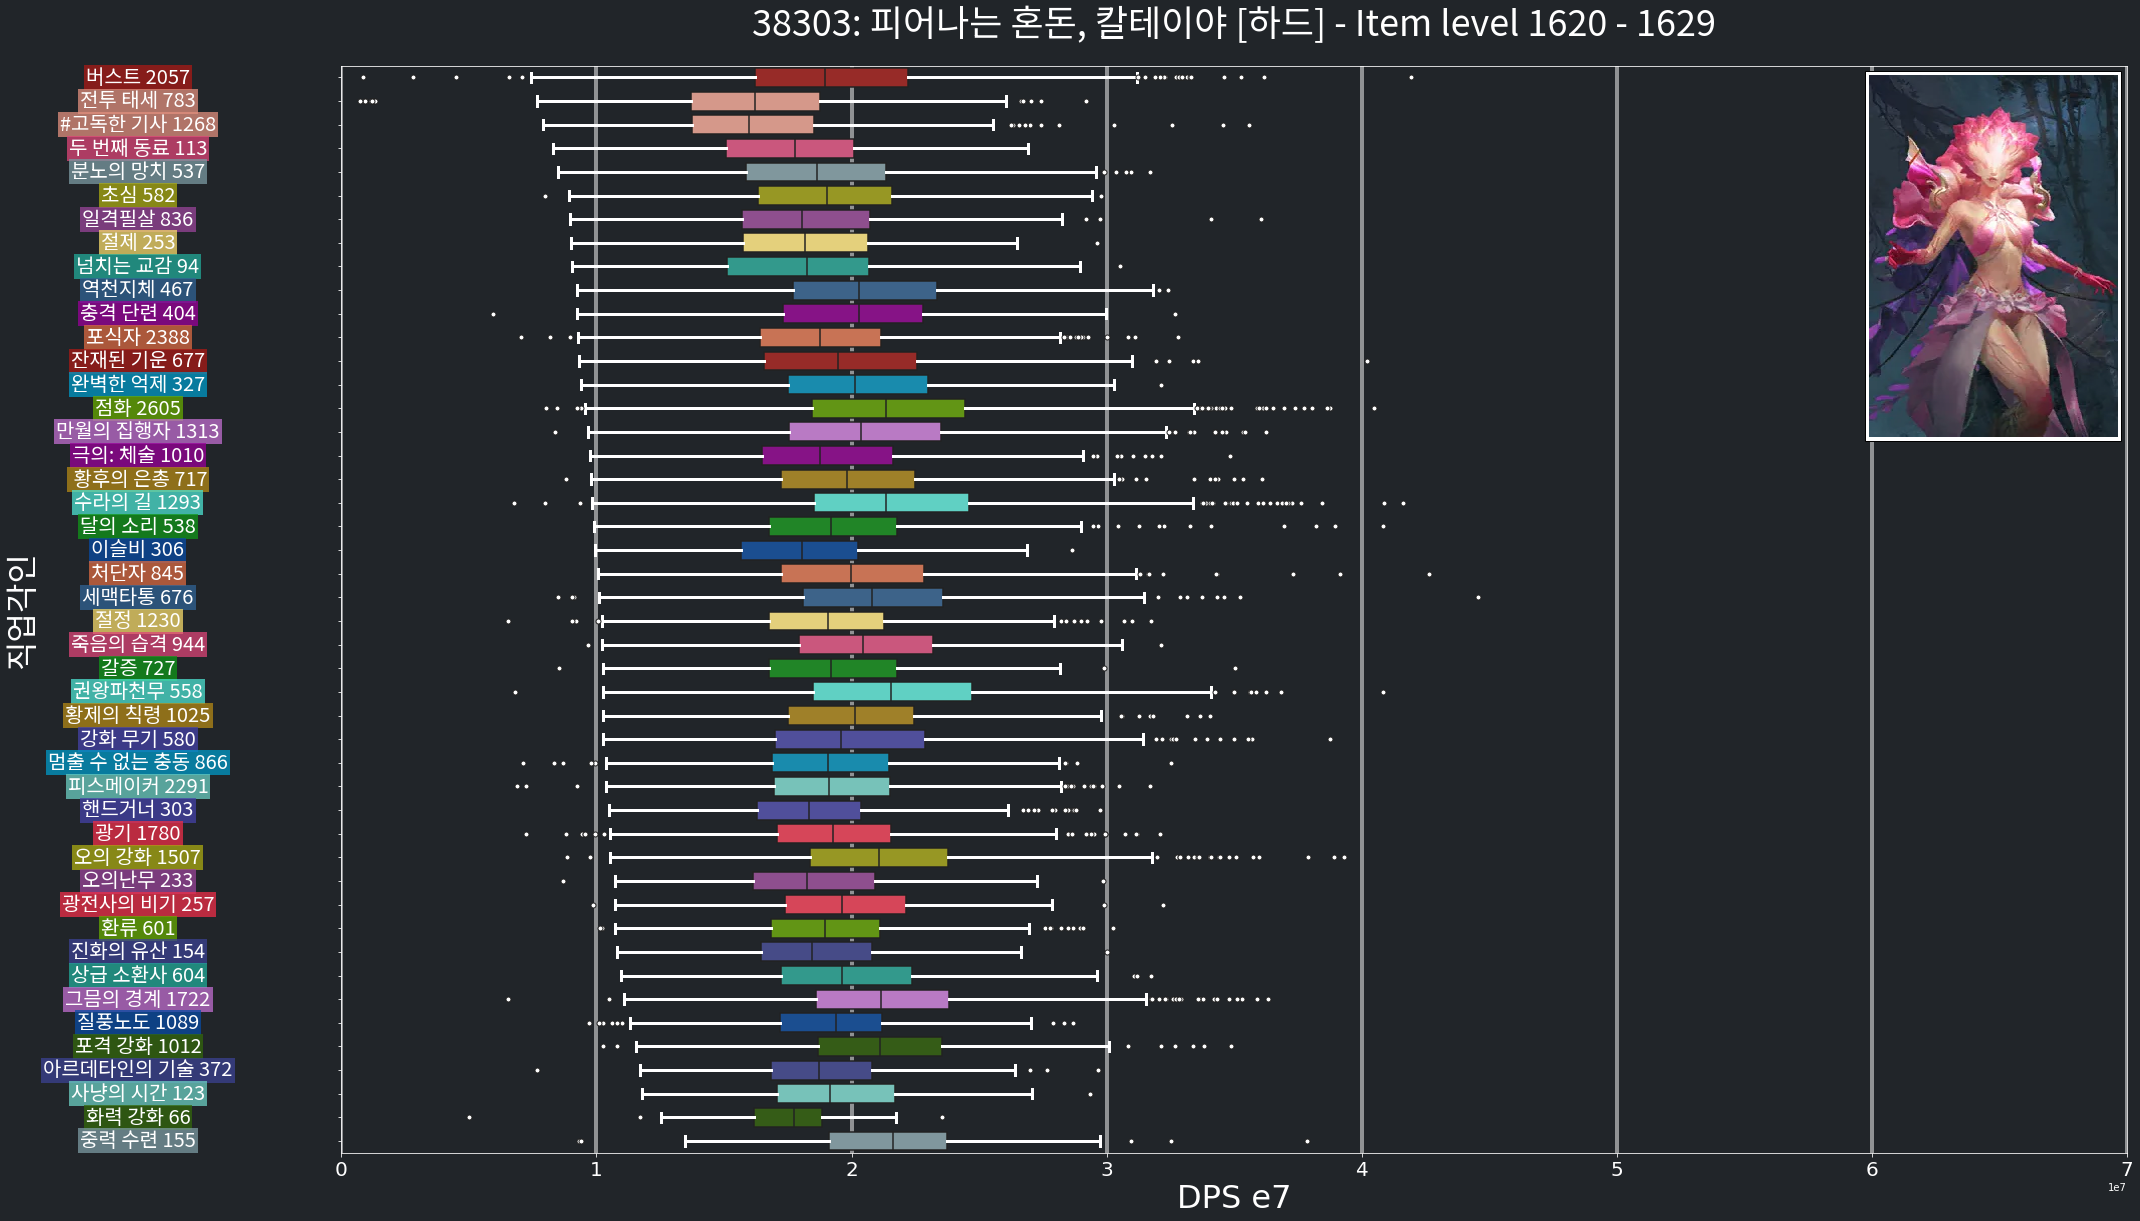 38303: 피어나는 혼돈, 칼테이야 [하드] - Item level 1620 - 1629
직업각인
버스트 2057
전투 태세 783
#고독한 기사 1268
두 번째 동료 113
분노의 망치 537
초심 582
일격필살 836
절제 253
넘치는 교감 94
역천지체 467
충격 단련 404
포식자 2388
잔재된 기운 677
완벽한 억제 327
점화 2605
만월의 집행자 1313
극의: 체술 1010
황후의 은총 717
수라의 길 1293
달의 소리 538
이슬비 306
처단자 845
세맥타통 676
절정 1230
죽음의 습격 944
갈증 727
권왕파천무 558
황제의 칙령 1025
강화 무기 580
멈출 수 없는 충동 866
피스메이커 2291
핸드거너 303
광기 1780
오의 강화 1507
오의난무 233
광전사의 비기 257
환류 601
진화의 유산 154
상급 소환사 604
그믐의 경계 1722
질풍노도 1089
포격 강화 1012
아르데타인의 기술 372
사냥의 시간 123
화력 강화 66
중력 수련 155
0 1 2 3 4 5 6 7
DPS e7
1e7